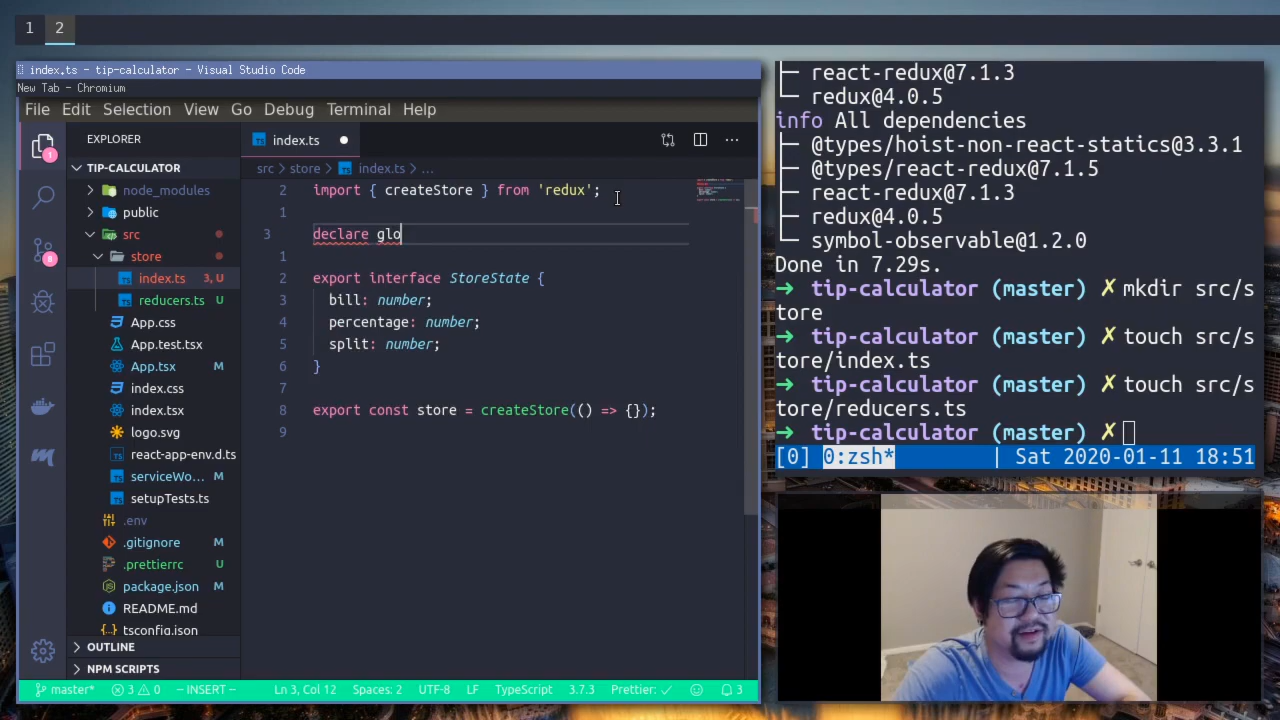 1 2
index.ts - tip-calculator - Visual Studio Code
New Tab - Chromium
File Edit Selection View Go Debug Terminal Help
EXPLORER
1
TIP-CALCULATOR
node_modules
public
src
store
index.ts 3, U
reducers.ts U
App.css
App.test.tsx
App.tsx M
index.css
index.tsx
logo.svg
react-app-env.d.ts
serviceWo... M
setupTests.ts
.env
.gitignore M
.prettierrc U
package.json M
README.md
tsconfig.json
OUTLINE
NPM SCRIPTS
8
index.ts
src > store > index.ts > ...
2 import { createStore } from 'redux';
1
3 declare glo
1
2 export interface StoreState {
3 bill: number;
4 percentage: number;
5 split: number;
6 }
7
8 export const store = createStore(() => {});
9
master* 3 0 -- INSERT -- Ln 3, Col 12 Spaces: 2 UTF-8 LF TypeScript 3.7.3 Prettier: ✓ 3
├─ react-redux@7.1.3
└─ redux@4.0.5
info All dependencies
├─ @types/hoist-non-react-statics@3.3.1
├─ @types/react-redux@7.1.5
├─ react-redux@7.1.3
├─ redux@4.0.5
└─ symbol-observable@1.2.0
Done in 7.29s.
➜ tip-calculator (master) ✗ mkdir src/s
tore
➜ tip-calculator (master) ✗ touch src/s
tore/index.ts
➜ tip-calculator (master) ✗ touch src/s
tore/reducers.ts
➜ tip-calculator (master) ✗
[0] 0:zsh* | Sat 2020-01-11 18:51